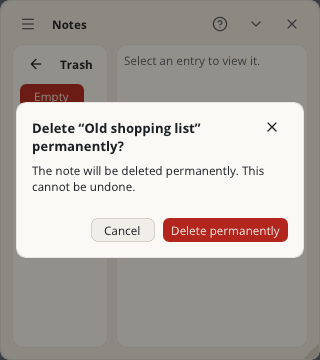 Notes
Trash
Select an entry to view it.
Empty
Delete “Old shopping list”
permanently?
The note will be deleted permanently. This
cannot be undone.
Cancel
Delete permanently